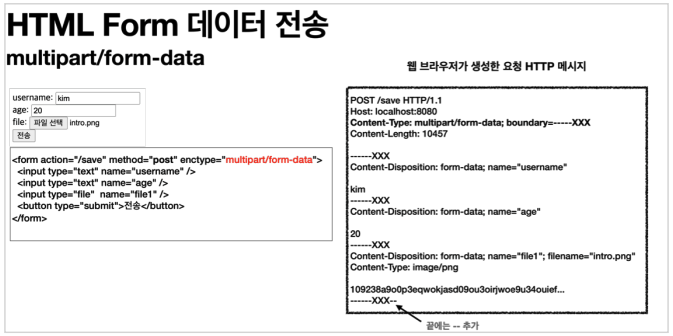 HTML Form 데이터 전송
multipart/form-data
username: kim
age: 20
file: 파일 선택 intro.png
전송
<form action="/save" method="post" enctype="multipart/form-data">
<input type="text" name="username" />
<input type="text" name="age" />
<input type="file" name="file1" />
<button type="submit">전송</button>
</form>
웹 브라우저가 생성한 요청 HTTP 메시지
POST /save HTTP/1.1
Host: localhost:8080
Content-Type: multipart/form-data; boundary=-----XXX
Content-Length: 10457
------XXX
Content-Disposition: form-data; name="username"
kim
------XXX
Content-Disposition: form-data; name="age"
20
------XXX
Content-Disposition: form-data; name="file1"; filename="intro.png"
Content-Type: image/png
109238a9o0p3eqwokjasd09ou3oirjwoe9u34ouief...
------XXX--
끝에는 -- 추가